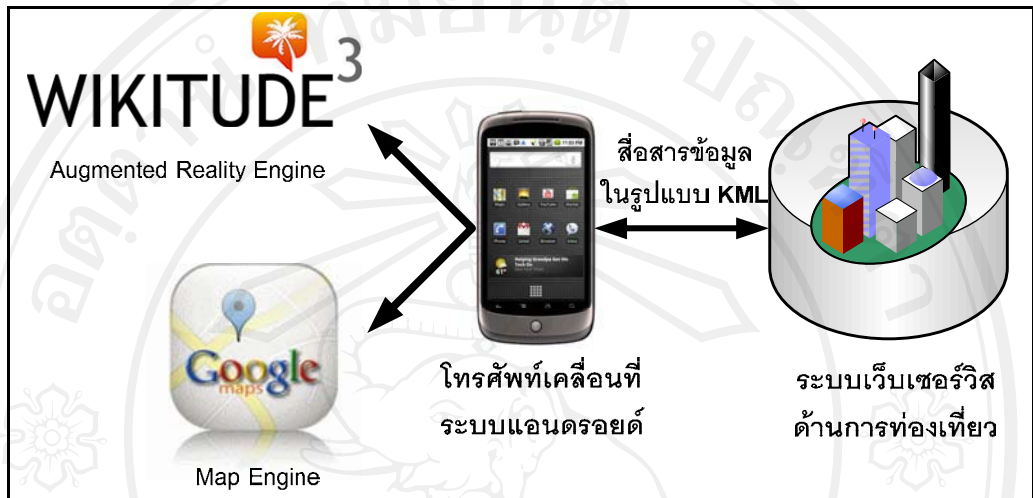 WIKITUDE 3
Augmented Reality Engine
Google
maps
Map Engine
โทรศัพท์เคลื่อนที่
ระบบแอนดรอยด์
สื่อสารข้อมูล
ในรูปแบบ KML
ระบบเว็บเซอร์วิส
ด้านการท่องเที่ยว